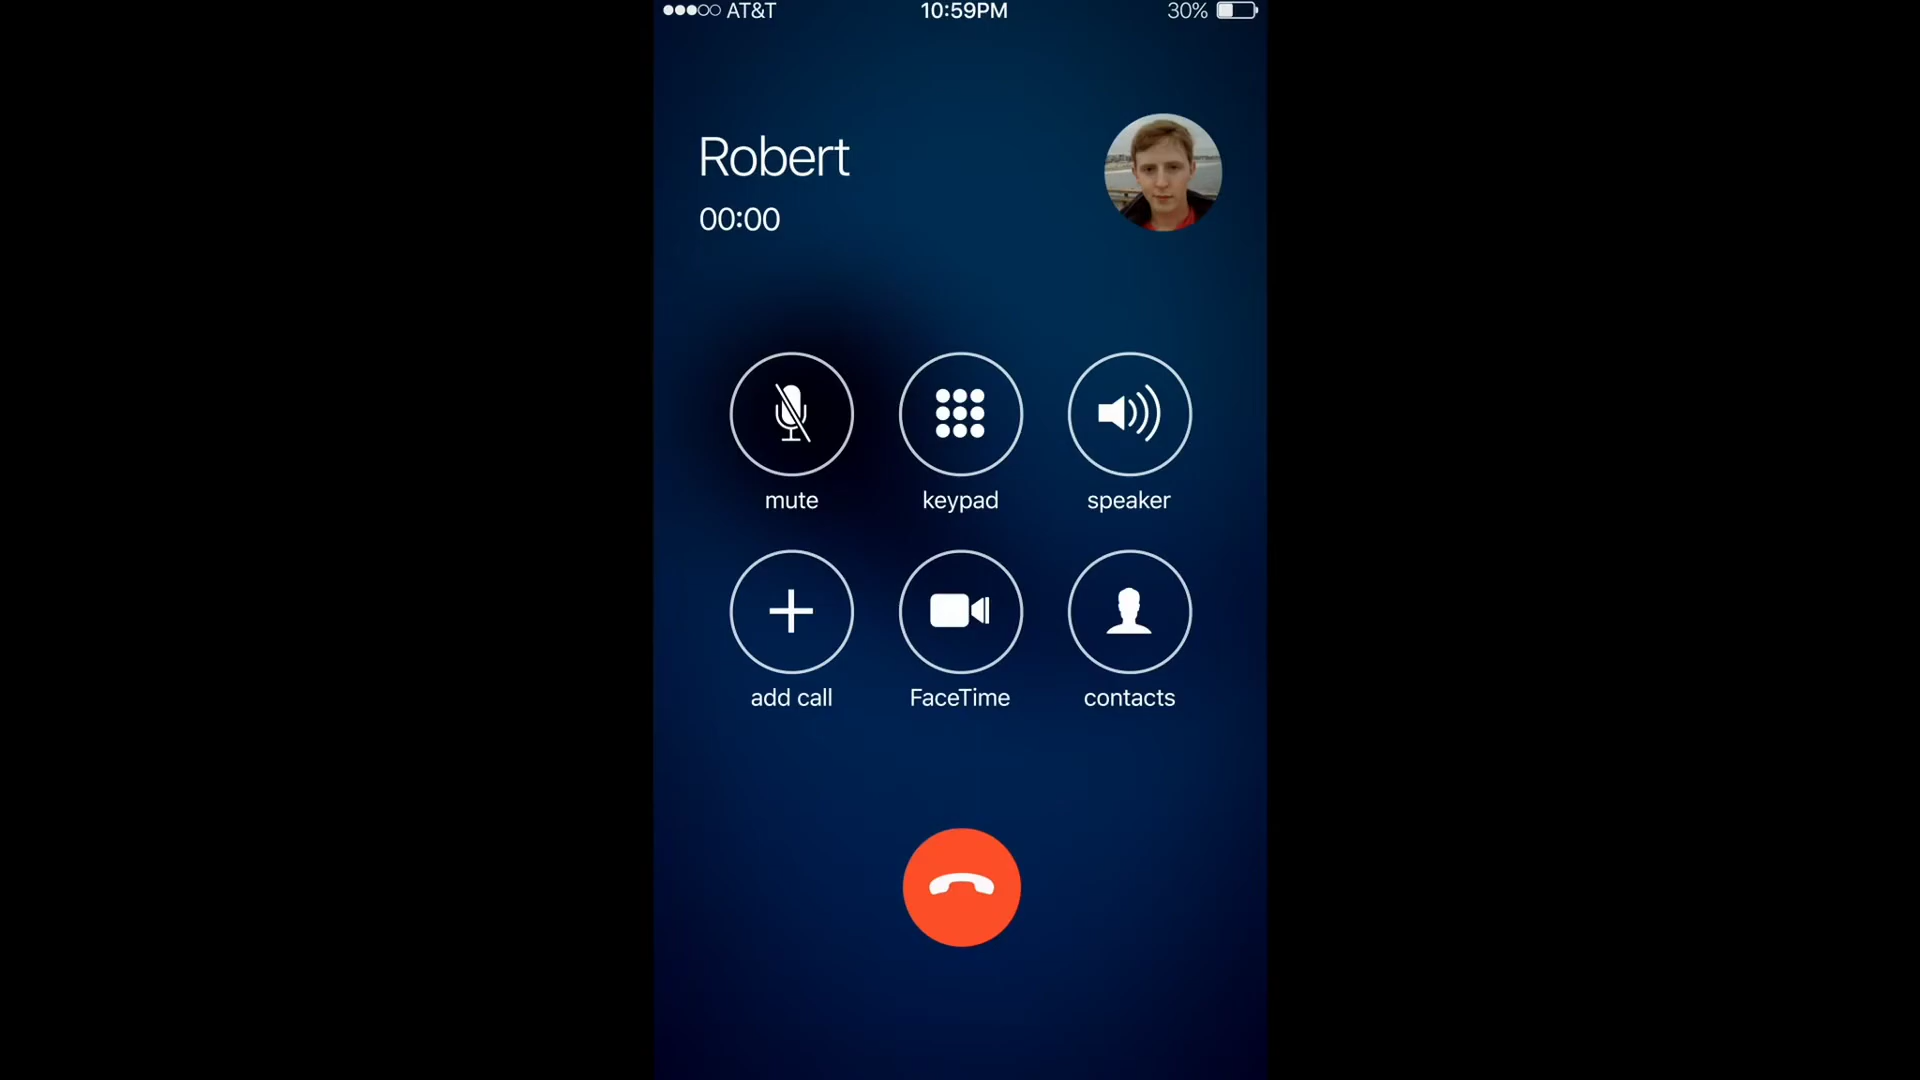 AT&T 10:59PM 30%
Robert
00:00
mute keypad speaker
add call FaceTime contacts